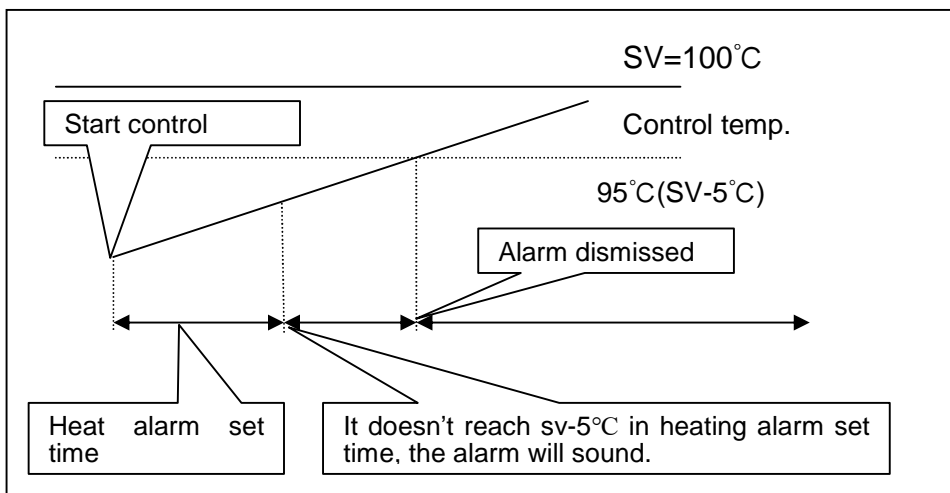 SV=100°C
Start control
Control temp.
95°C(SV-5°C)
Alarm dismissed
Heat alarm set
time
It doesn't reach sv-5°C in heating alarm set
time, the alarm will sound.